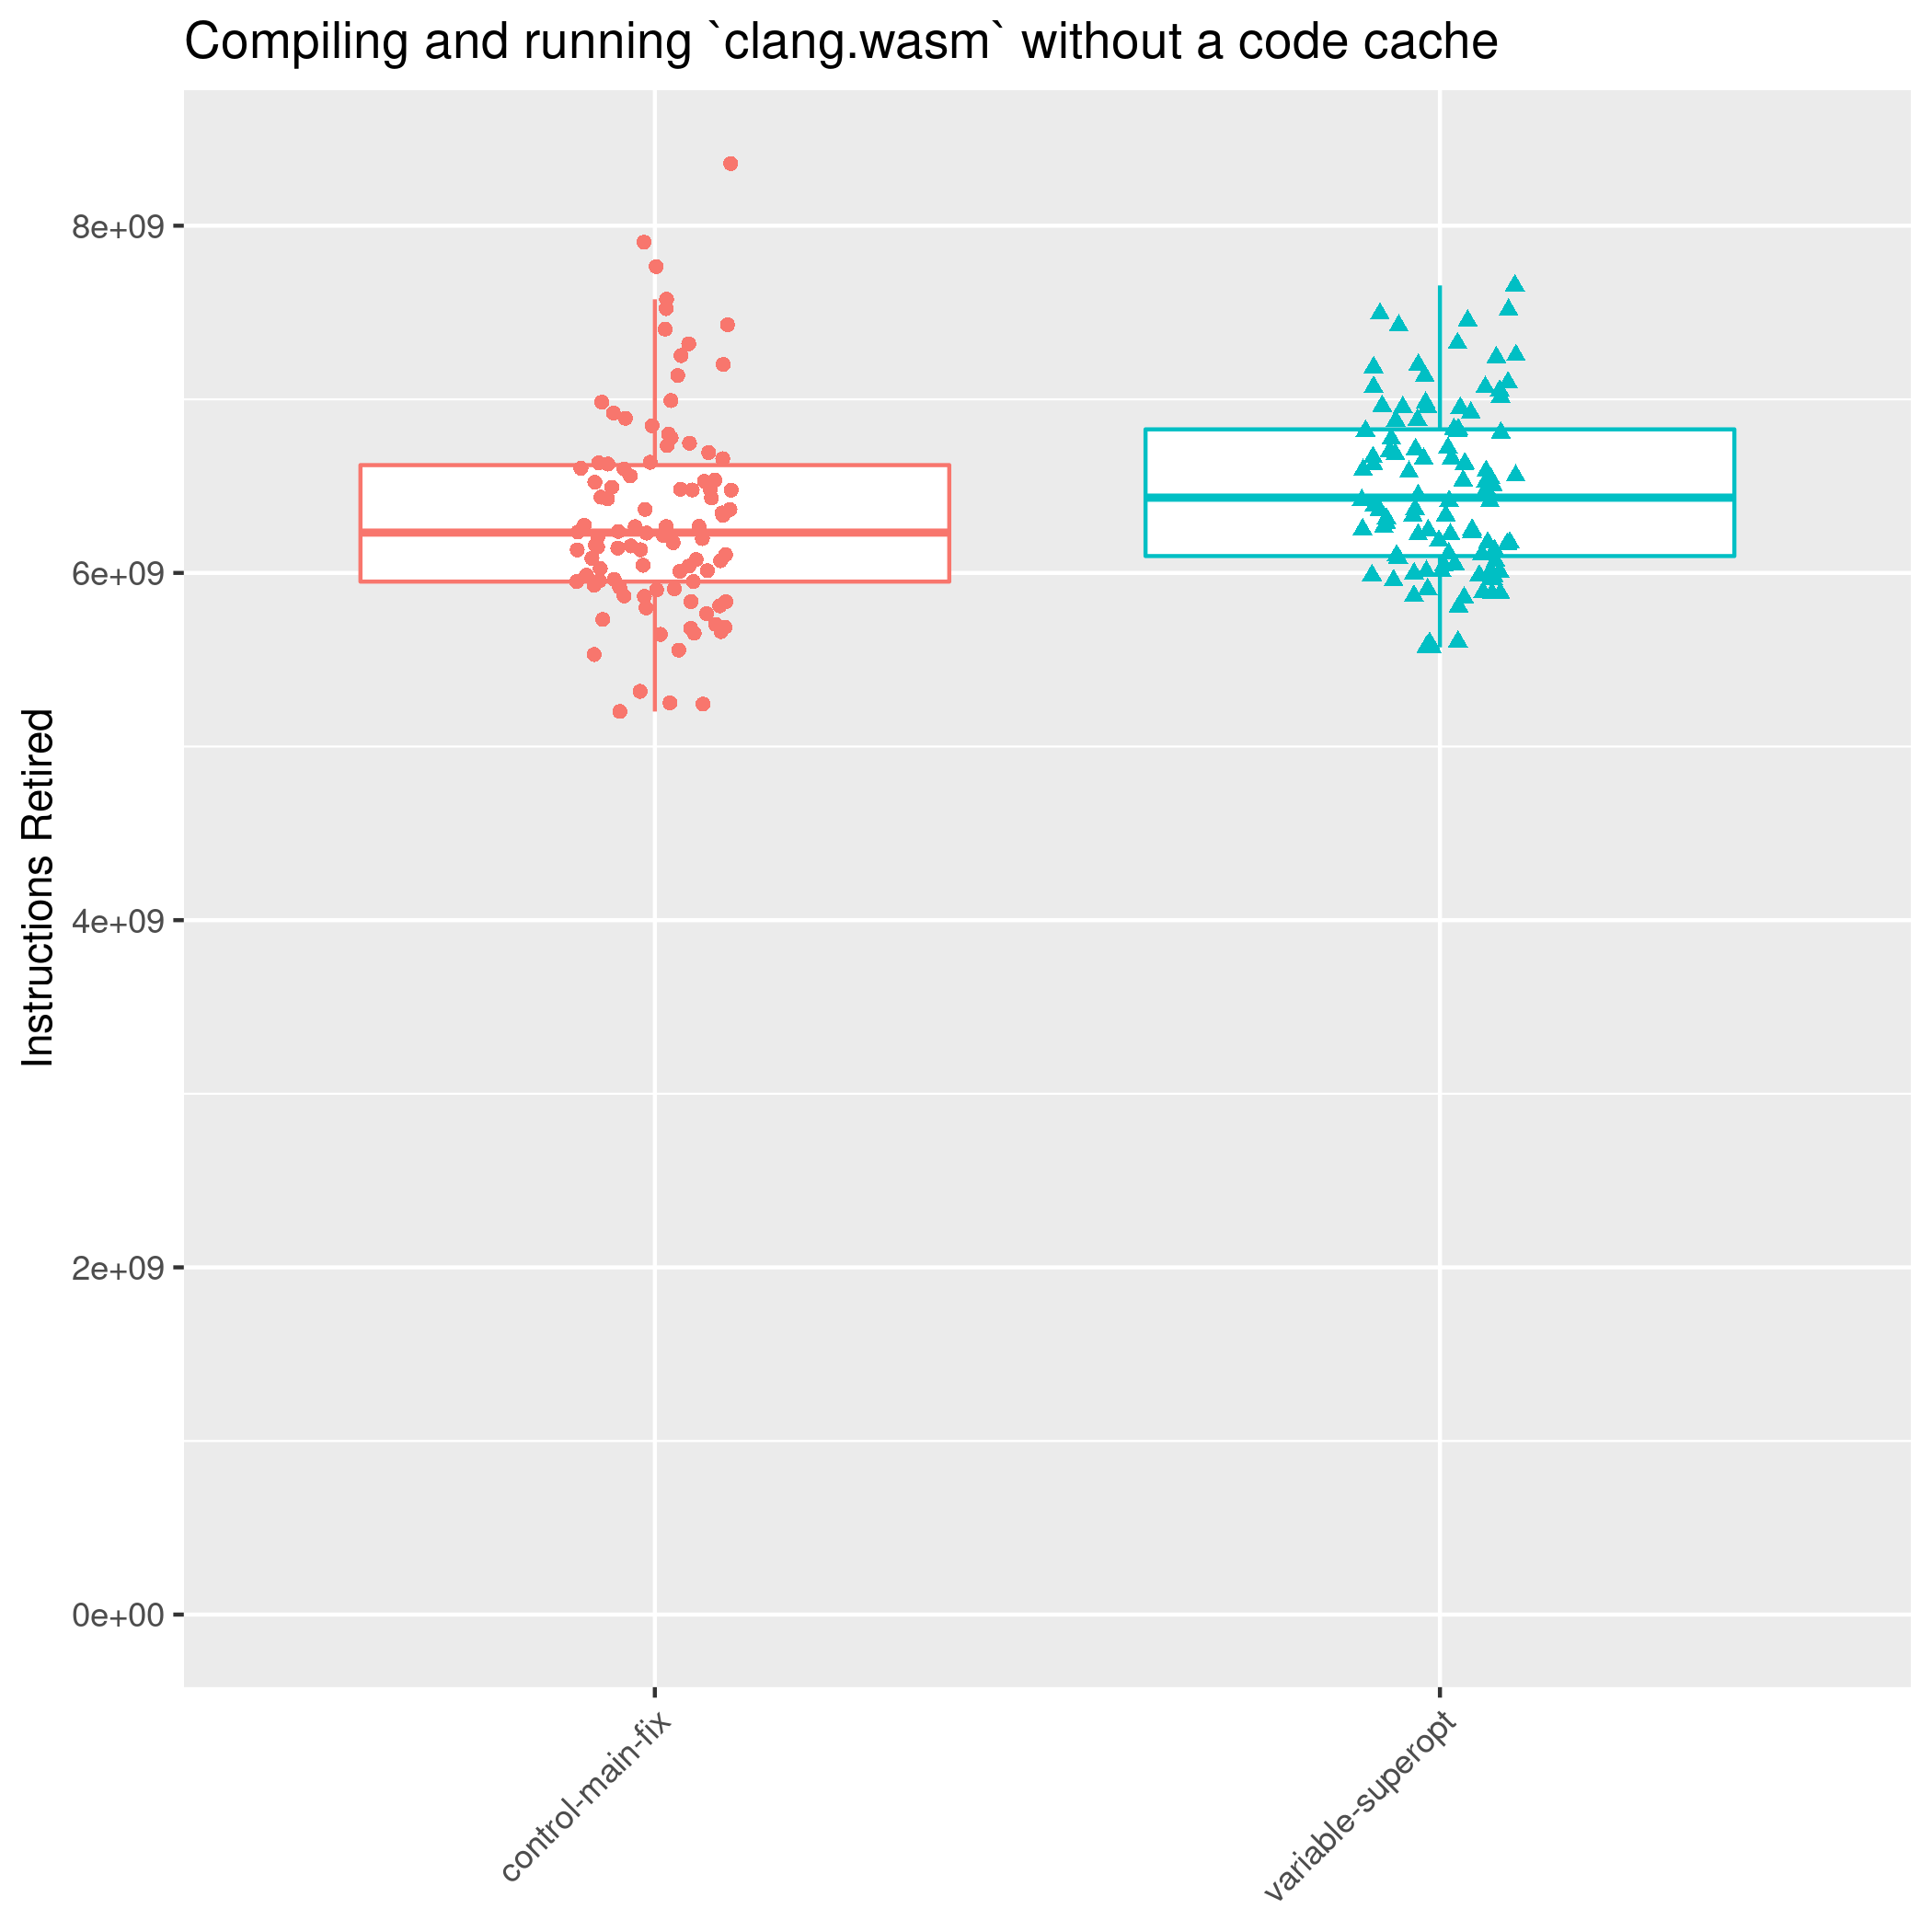 Compiling and running `clang.wasm` without a code cache
Instructions Retired
8e+09
6e+09
4e+09
2e+09
0e+00
control-main-fix
variable-superopt